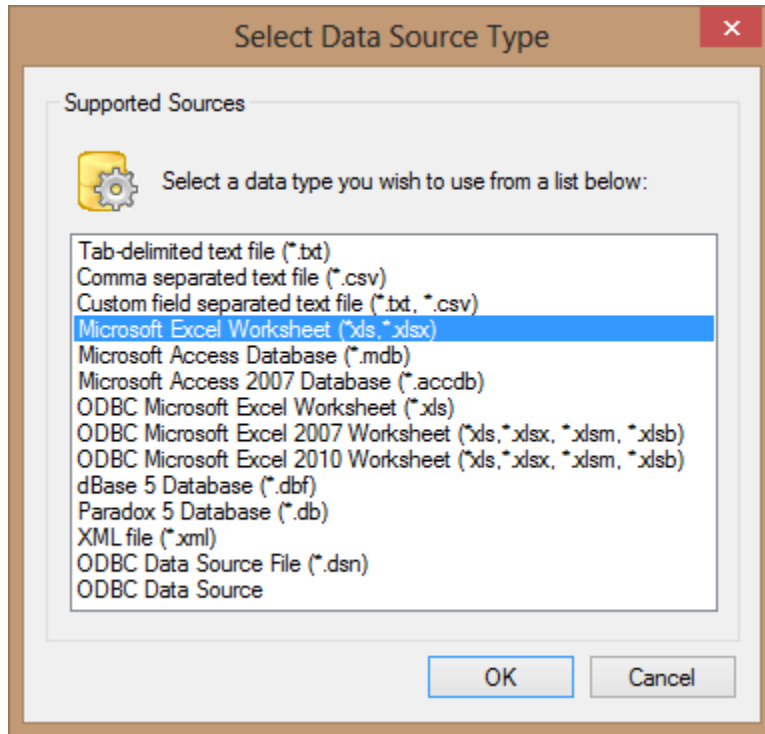 Select Data Source Type
Supported Sources
Select a data type you wish to use from a list below:
Tab-delimited text file (*.txt)
Comma separated text file (*.csv)
Custom field separated text file (*.txt, *.csv)
Microsoft Excel Worksheet (*xls,*.xlsx)
Microsoft Access Database (*.mdb)
Microsoft Access 2007 Database (*.accdb)
ODBC Microsoft Excel Worksheet (*.xls)
ODBC Microsoft Excel 2007 Worksheet (*xls,*.xlsx, *.xlsm, *.xlsb)
ODBC Microsoft Excel 2010 Worksheet (*xls,*.xlsx, *.xlsm, *.xlsb)
dBase 5 Database (*.dbf)
Paradox 5 Database (*.db)
XML file (*.xml)
ODBC Data Source File (*.dsn)
ODBC Data Source
OK Cancel